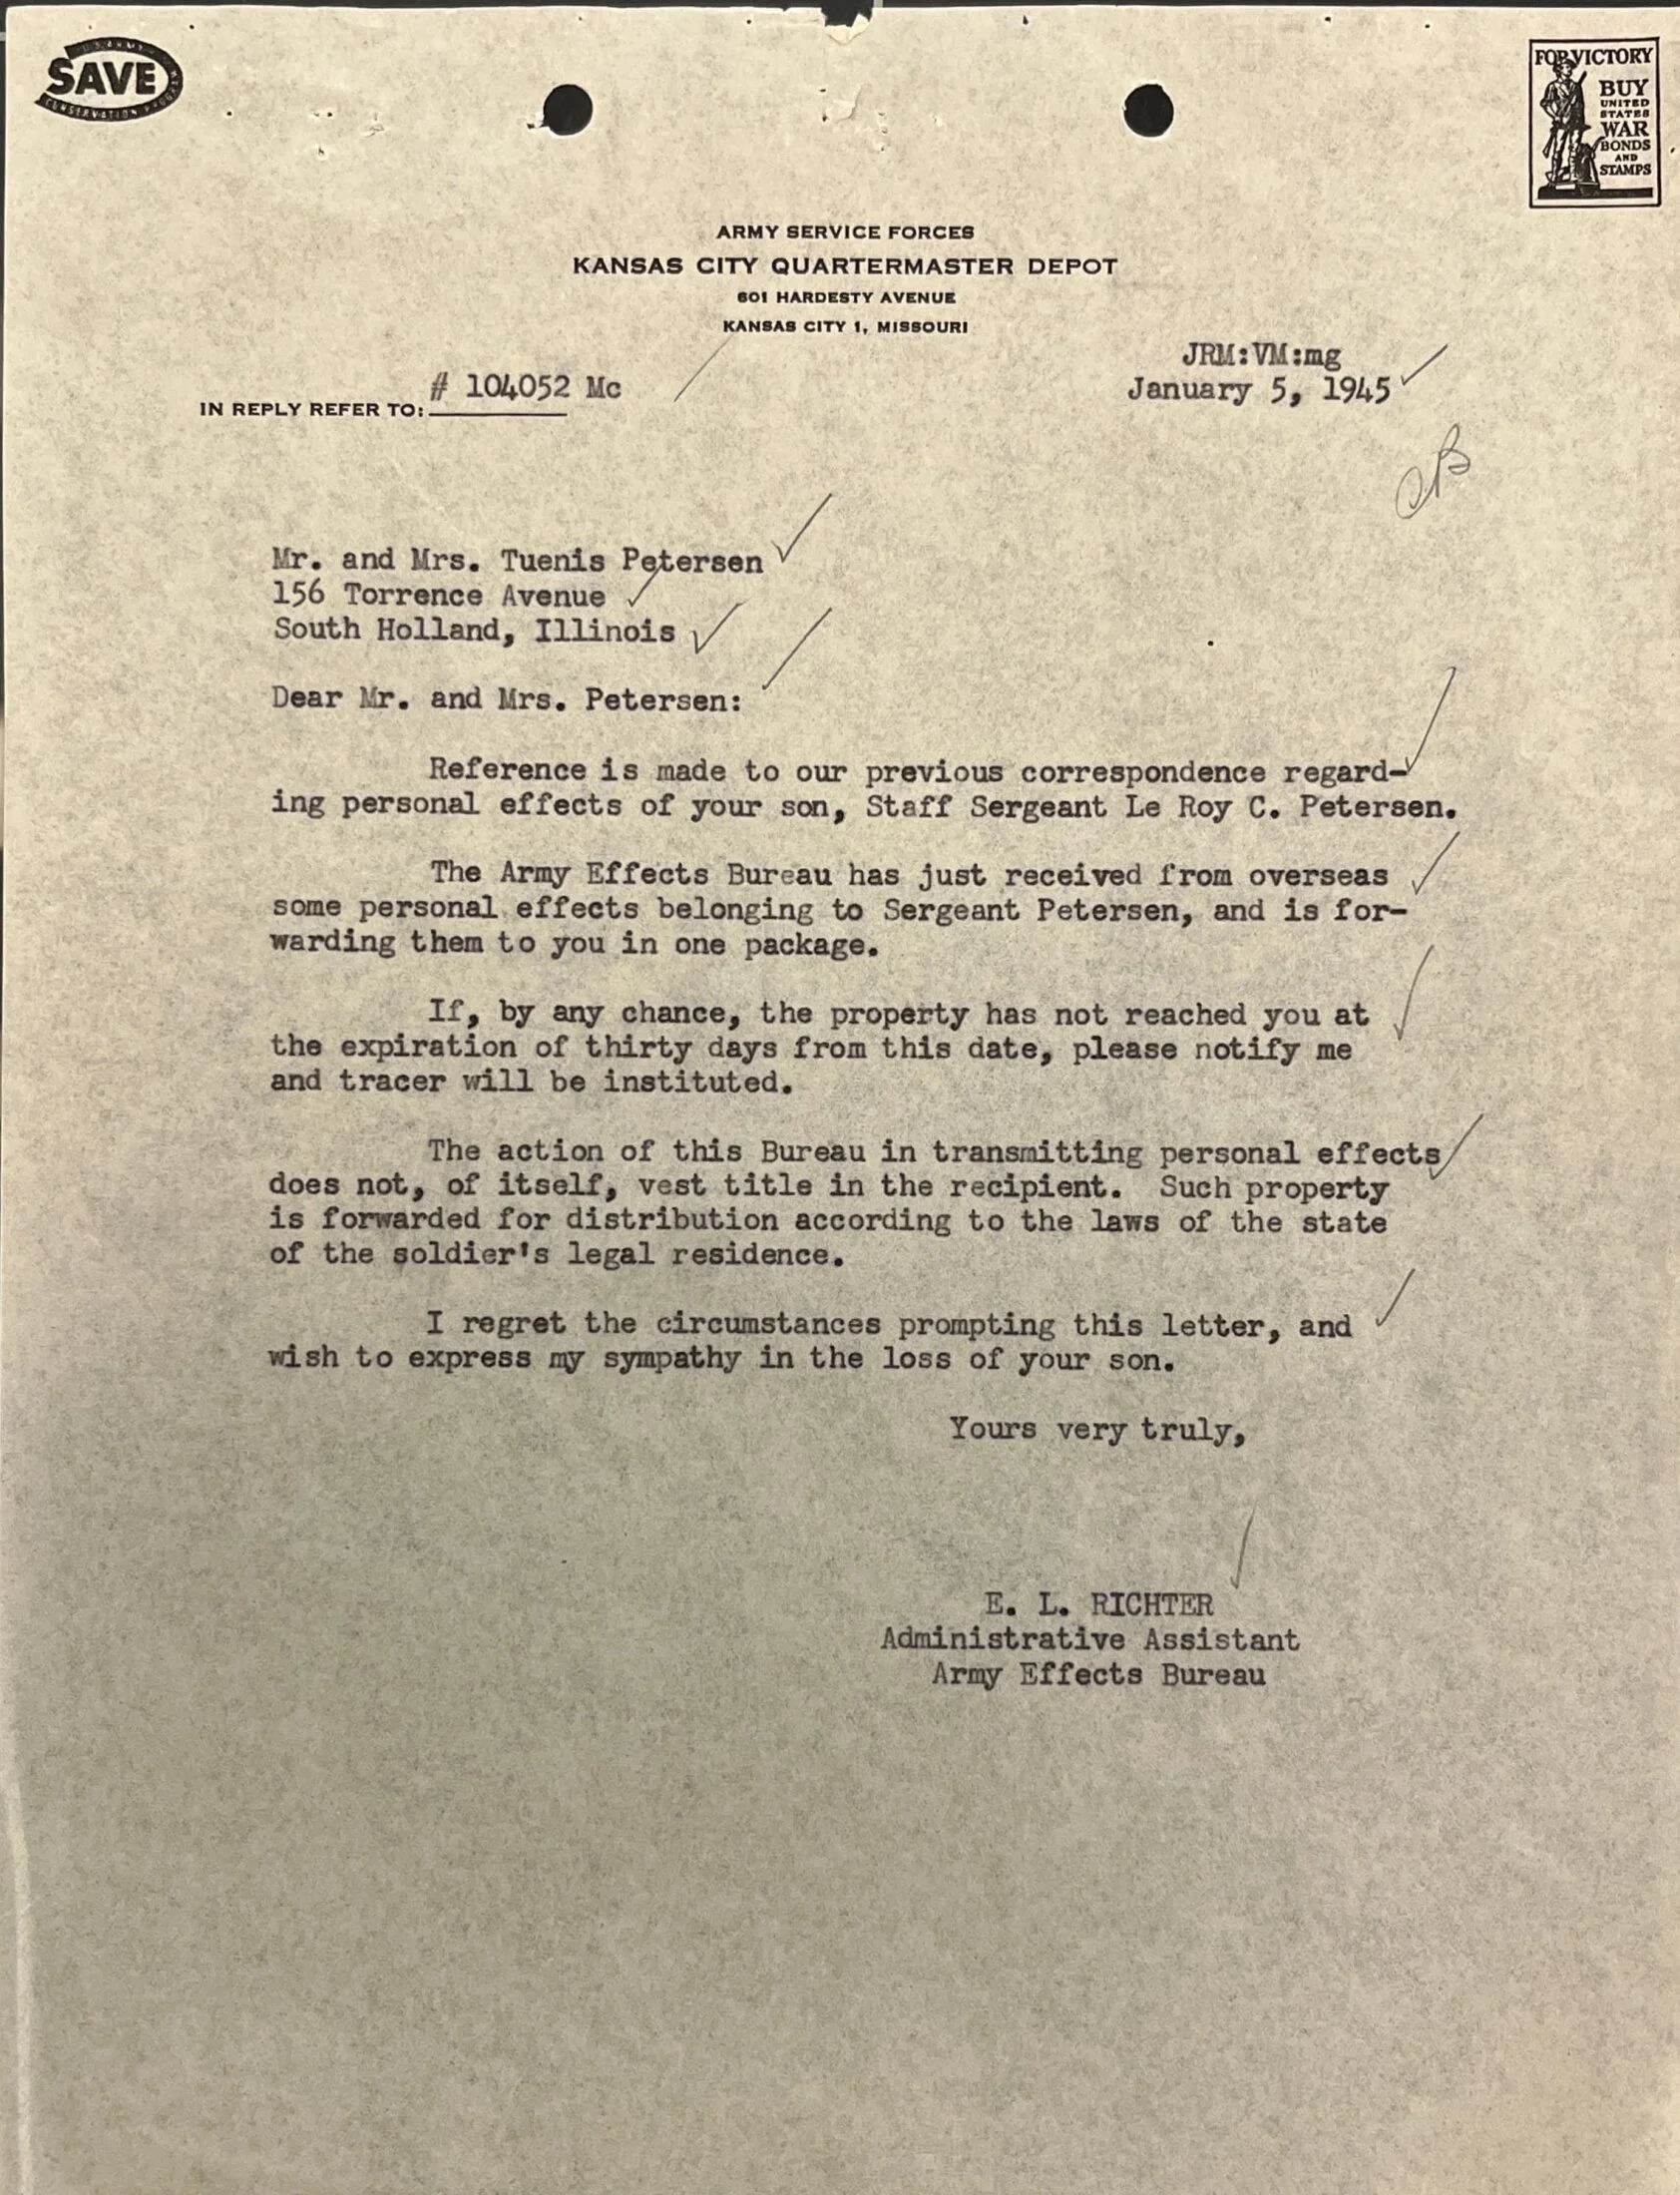 U.S. ARMY
SAVE
CONSERVATION PROGRAM
FOR VICTORY
BUY
UNITED
STATES
WAR
BONDS
AND
STAMPS
ARMY SERVICE FORCES
KANSAS CITY QUARTERMASTER DEPOT
601 HARDESTY AVENUE
KANSAS CITY 1, MISSOURI
JRM:VM:mg
January 5, 1945
IN REPLY REFER TO: # 104052 Mc
Mr. and Mrs. Tuenis Petersen
156 Torrence Avenue
South Holland, Illinois
Dear Mr. and Mrs. Petersen:
Reference is made to our previous correspondence regard-
ing personal effects of your son, Staff Sergeant Le Roy C. Petersen.
The Army Effects Bureau has just received from overseas
some personal effects belonging to Sergeant Petersen, and is for-
warding them to you in one package.
If, by any chance, the property has not reached you at
the expiration of thirty days from this date, please notify me
and tracer will be instituted.
The action of this Bureau in transmitting personal effects
does not, of itself, vest title in the recipient. Such property
is forwarded for distribution according to the laws of the state
of the soldier's legal residence.
I regret the circumstances prompting this letter, and
wish to express my sympathy in the loss of your son.
Yours very truly,
E. L. RICHTER
Administrative Assistant
Army Effects Bureau